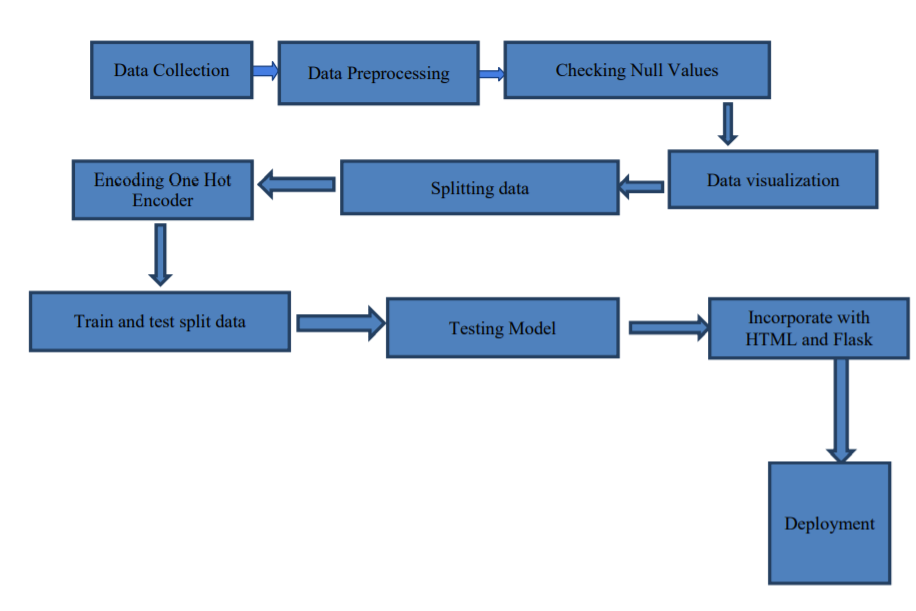 Data Collection
Data Preprocessing
Checking Null Values
Data visualization
Splitting data
Encoding One Hot
Encoder
Train and test split data
Testing Model
Incorporate with
HTML and Flask
Deployment